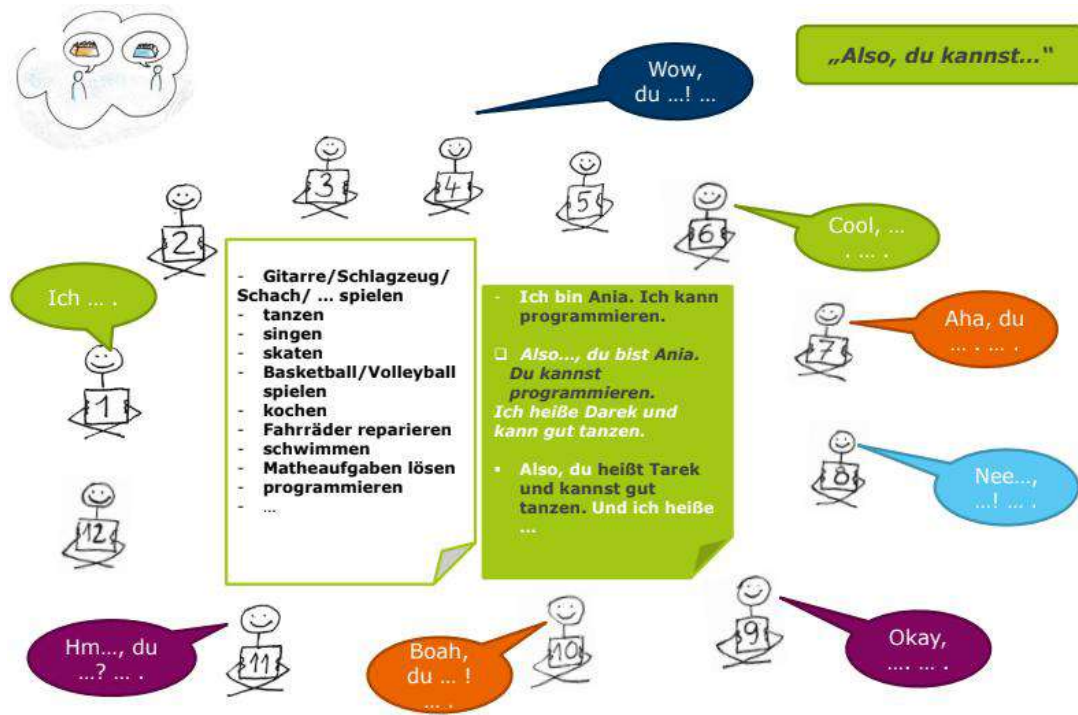 „Also, du kannst…“
Wow,
du …! …
3
4
5
2
6
Cool, …
. … .
Ich … .
1
- Gitarre/Schlagzeug/
Schach/ … spielen
- tanzen
- singen
- skaten
- Basketball/Volleyball
spielen
- kochen
- Fahrräder reparieren
- schwimmen
- Matheaufgaben lösen
- programmieren
- …
- Ich bin Ania. Ich kann
programmieren.
Also…, du bist Ania.
Du kannst
programmieren.
Ich heiße Darek und
kann gut tanzen.
Also, du heißt Tarek
und kannst gut
tanzen. Und ich heiße
…
7
Aha, du
… . … .
8
Nee…,
…! … .
12
11
Hm…, du
…? … .
10
Boah,
du … !
… .
9
Okay,
…. … .